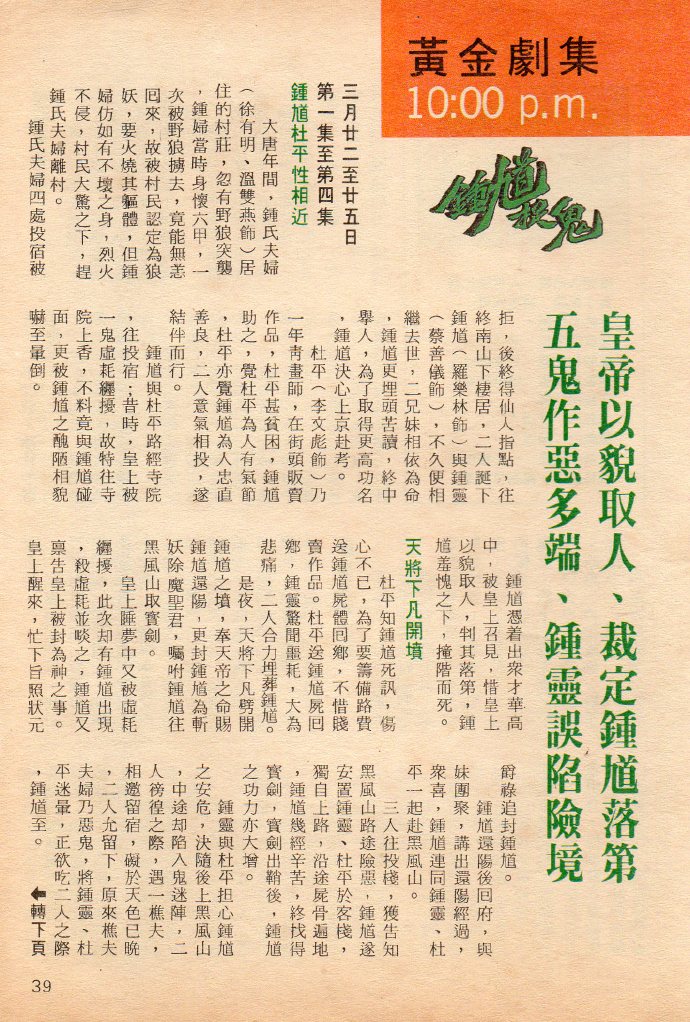 黃金劇集
10:00 p.m.
鍾馗捉鬼
皇帝以貌取人、裁定鍾馗落第
五鬼作惡多端、鍾靈誤陷險境
三月廿二至廿五日
第一集至第四集
鍾馗杜平性相近
大唐年間，鍾氏夫婦
（徐有明、溫雙燕飾）居
住的村莊，忽有野狼突襲
，鍾婦當時身懷六甲，一
次被野狼擄去，竟能無恙
囘來，故被村民認定為狼
妖，要火燒其軀體，但鍾
婦仿如有不壞之身，烈火
不侵，村民大驚之下，趕
鍾氏夫婦離村。
鍾氏夫婦四處投宿被
拒，後終得仙人指點，往
終南山下棲居，二人誕下
鍾馗（羅樂林飾）與鍾靈
（蔡善儀飾），不久便相
繼去世，二兄妹相依為命
，鍾馗更埋頭苦讀，終中
舉人，為了取得更高功名
，鍾馗決心上京赴考。
杜平（李文彪飾）乃
一年青畫師，在街頭販賣
作品，杜平甚貧困，鍾馗
助之，覺杜平為人有氣節
，杜平亦覺鍾馗為人忠直
善良，二人意氣相投，遂
結伴而行。
鍾馗與杜平路經寺院
，往投宿；昔時，皇上被
一鬼虛耗纒擾，故特往寺
院上香，不料竟與鍾馗碰
面，更被鍾馗之醜陋相貌
嚇至暈倒。
鍾馗憑着出衆才華高
中，被皇上召見，惜皇上
以貌取人，判其落第，鍾
馗羞愧之下，撞階而死。
天將下凡開墳
杜平知鍾馗死訊，傷
心不已，為了要籌備路費
送鍾馗屍體囘鄉，不惜賤
賣作品。杜平送鍾馗屍囘
鄉，鍾靈驚聞噩耗，大為
悲痛，二人合力埋葬鍾馗。
是夜，天將下凡劈開
鍾馗之墳，奉天帝之命賜
鍾馗還陽，更封鍾馗為斬
妖除魔聖君，囑咐鍾馗往
黑風山取寳劍。
皇上睡夢中又被虛耗
纒擾，此次却有鍾馗出現
，殺虛耗並啖之，鍾馗又
禀告皇上被封為神之事。
皇上醒來，忙下旨照狀元
爵祿追封鍾馗。
鍾馗還陽後囘府，與
妹團聚，講出還陽經過，
衆喜，鍾馗連同鍾靈、杜
平一起赴黑風山。
三人往投棧，獲告知
黑風山路途險惡，鍾馗遂
安置鍾靈、杜平於客棧，
獨自上路，沿途屍骨遍地
，鍾馗幾經辛苦，終找得
寳劍，寳劍出鞘後，鍾馗
之功力亦大增。
鍾靈與杜平担心鍾馗
之安危，決隨後上黑風山
，中途却陷入鬼迷陣，二
人徬徨之際，遇一樵夫，
相邀留宿，礙於天色已晚
，二人允留下，原來樵夫
夫婦乃惡鬼，將鍾靈、杜
平迷暈，正欲吃二人之際
，鍾馗至。
轉下頁
39